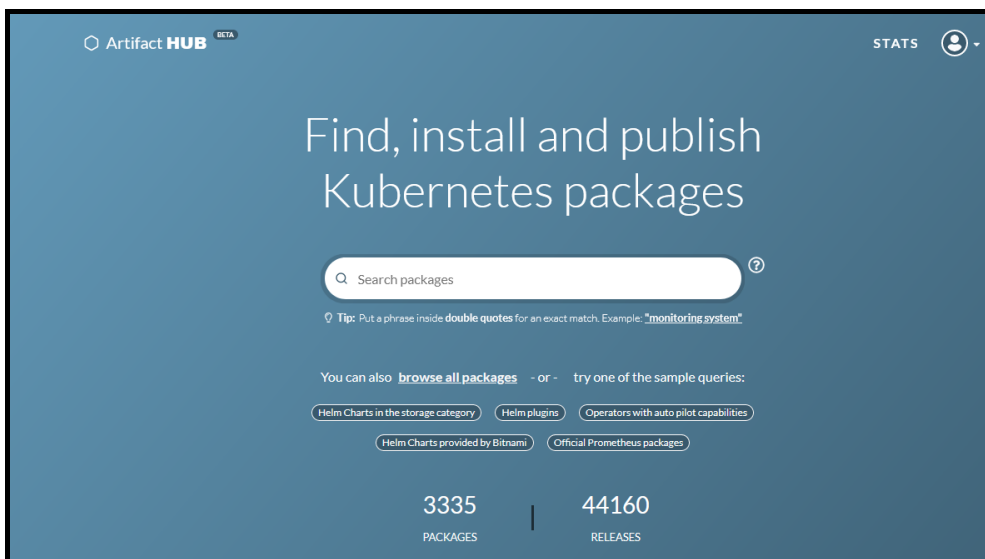 Artifact HUB BETA
STATS
Find, install and publish
Kubernetes packages
Search packages
?
Tip: Put a phrase inside double quotes for an exact match. Example: "monitoring system"
You can also browse all packages - or - try one of the sample queries:
Helm Charts in the storage category Helm plugins Operators with auto pilot capabilities
Helm Charts provided by Bitnami Official Prometheus packages
3335 44160
PACKAGES RELEASES